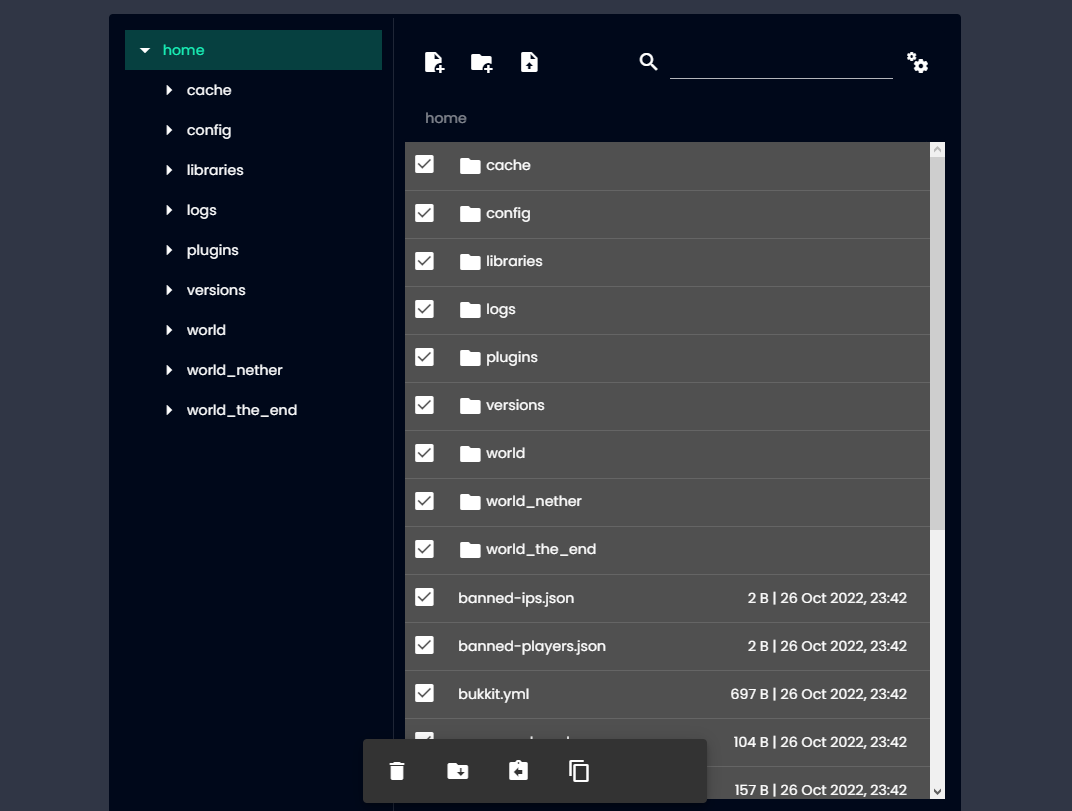 home
cache
config
libraries
logs
plugins
versions
world
world_nether
world_the_end
home
cache
config
libraries
logs
plugins
versions
world
world_nether
world_the_end
banned-ips.json 2 B | 26 Oct 2022, 23:42
banned-players.json 2 B | 26 Oct 2022, 23:42
bukkit.yml 697 B | 26 Oct 2022, 23:42
104 B | 26 Oct 2022, 23:42
157 B | 26 Oct 2022, 23:42